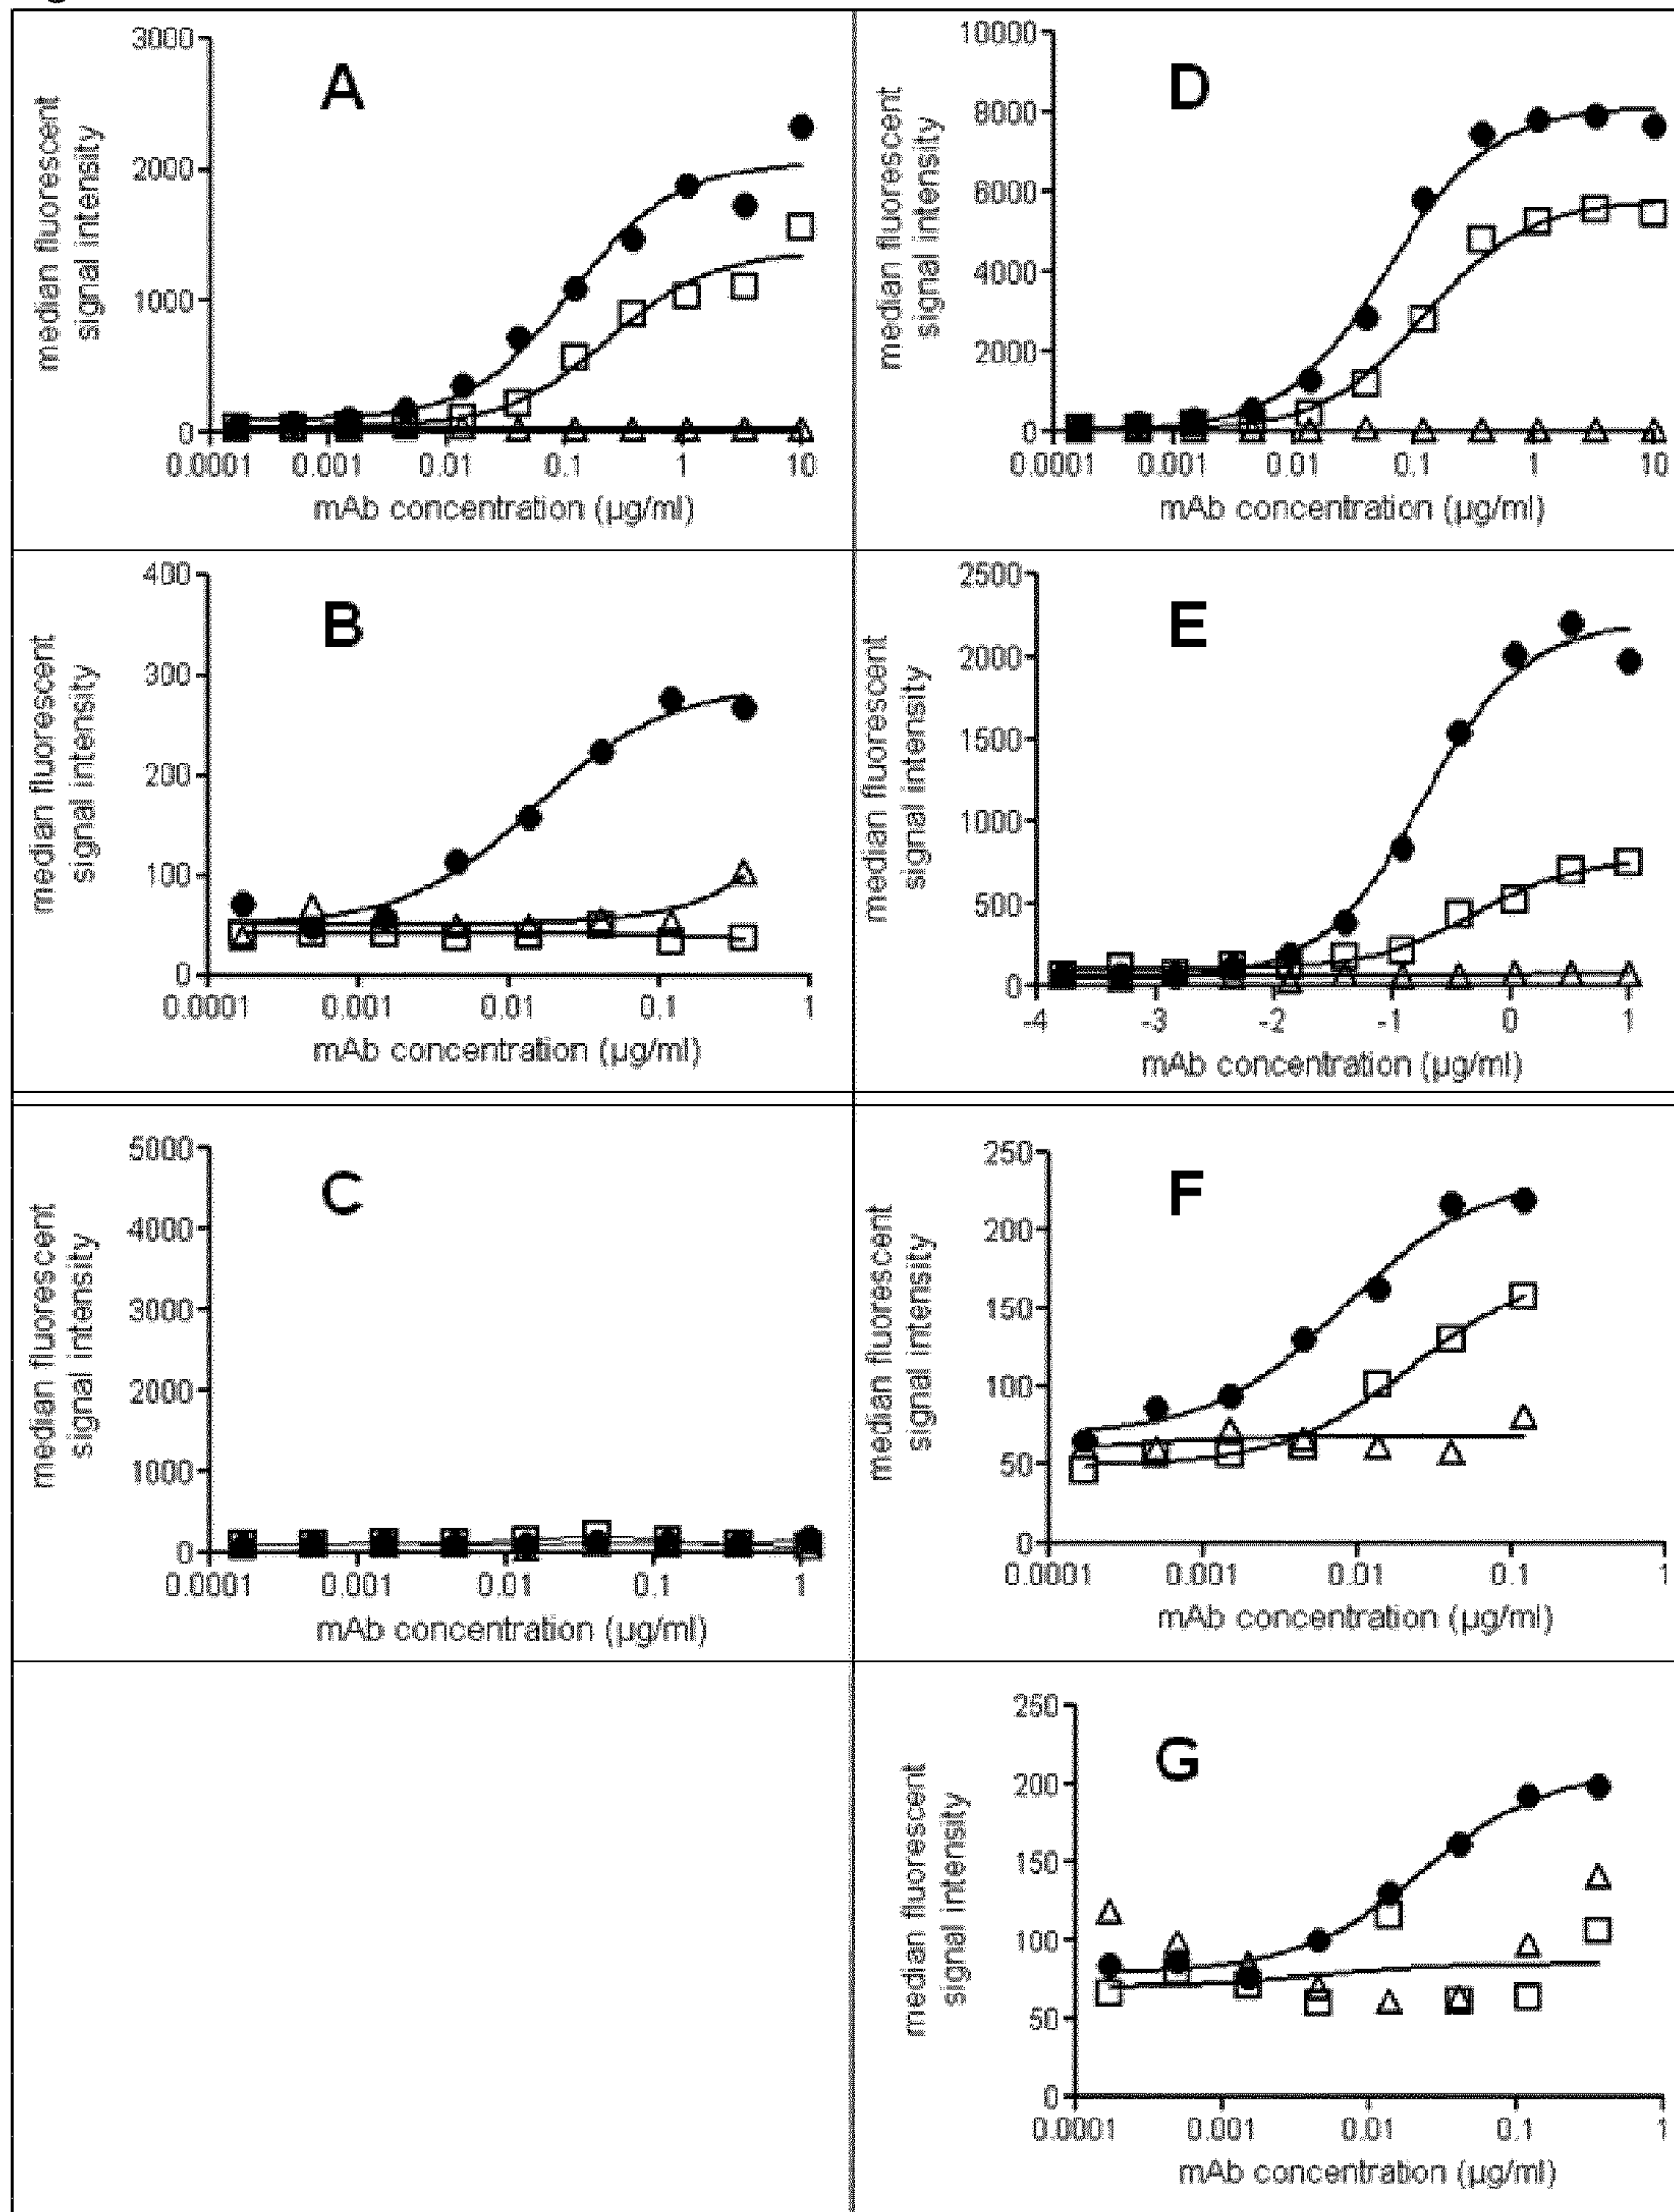 A
median fluorescent
signal intensity
3000
2000
1000
0
0.0001 0.001 0.01 0.1 1 10
mAb concentration (µg/ml)
D
median fluorescent
signal intensity
10000
8000
6000
4000
2000
0
0.0001 0.001 0.01 0.1 1 10
mAb concentration (µg/ml)
B
median fluorescent
signal intensity
400
300
200
100
0
0.0001 0.001 0.01 0.1 1
mAb concentration (µg/ml)
E
median fluorescent
signal intensity
2500
2000
1500
1000
500
0
-4 -3 -2 -1 0 1
mAb concentration (µg/ml)
C
median fluorescent
signal intensity
5000
4000
3000
2000
1000
0
0.0001 0.001 0.01 0.1 1
mAb concentration (µg/ml)
F
median fluorescent
signal intensity
250
200
150
100
50
0
0.0001 0.001 0.01 0.1 1
mAb concentration (µg/ml)
G
median fluorescent
signal intensity
250
200
150
100
50
0
0.0001 0.001 0.01 0.1 1
mAb concentration (µg/ml)